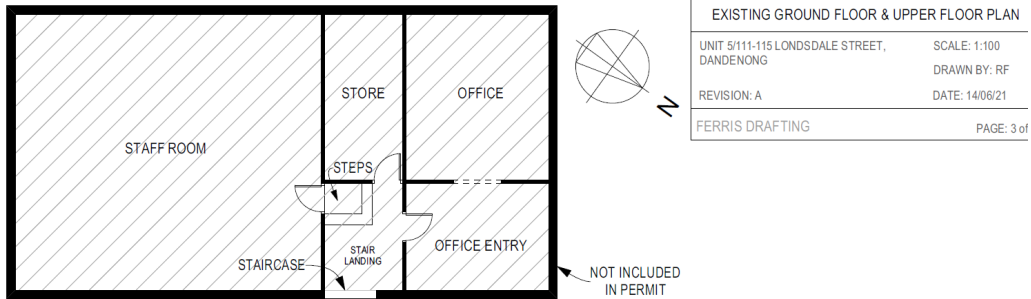 EXISTING GROUND FLOOR & UPPER FLOOR PLAN
UNIT 5/111-115 LONDSDALE STREET,
DANDENONG
SCALE: 1:100
DRAWN BY: RF
REVISION: A
DATE: 14/06/21
FERRIS DRAFTING
PAGE: 3 of
N
STORE
OFFICE
STAFF ROOM
STEPS
STAIR
LANDING
OFFICE ENTRY
STAIRCASE
NOT INCLUDED
IN PERMIT